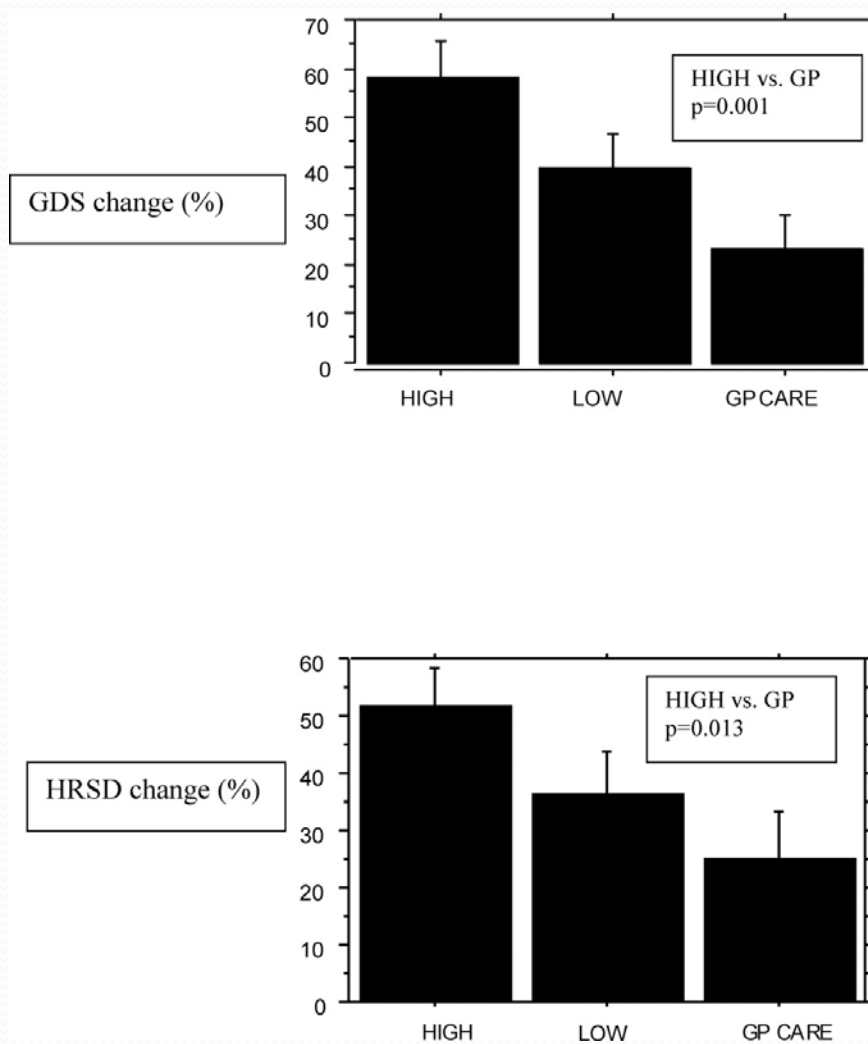 70
60
50
40
30
20
10
0
HIGH vs. GP
p=0.001
GDS change (%)
HIGH LOW GP CARE
60
50
40
30
20
10
0
HIGH vs. GP
p=0.013
HRSD change (%)
HIGH LOW GP CARE